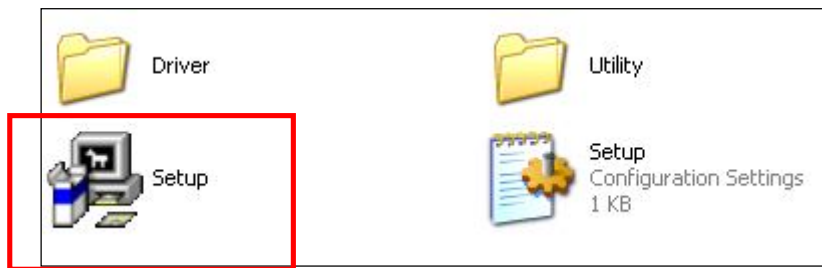 Driver
Utility
Setup
Setup
Configuration Settings
1 KB